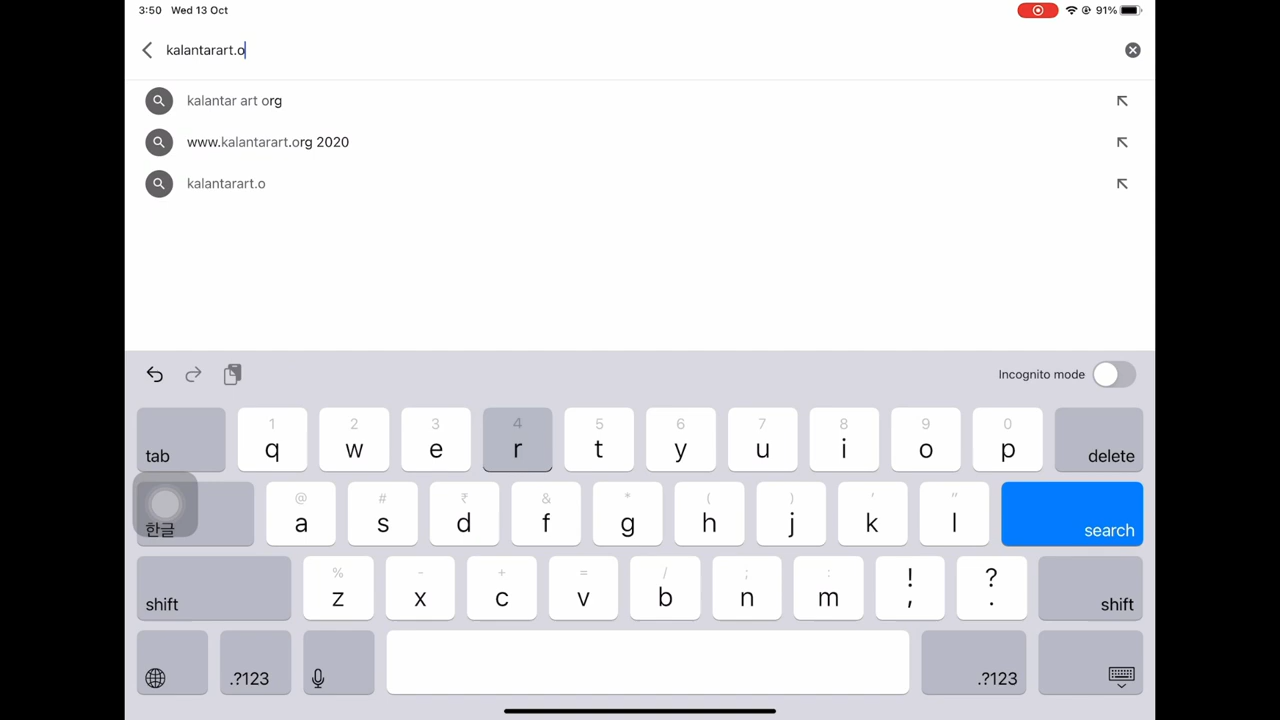 3:50 Wed 13 Oct 91%
kalantarart.o
kalantar art org
www.kalantarart.org 2020
kalantarart.o
Incognito mode
1 2 3 4 5 6 7 8 9 0
tab q w e r t y u i o p delete
@ # ₹ & * ( ) ' "
한글 a s d f g h j k l search
% - + = / ; : ! ?
shift z x c v b n m , . shift
.?123 .?123